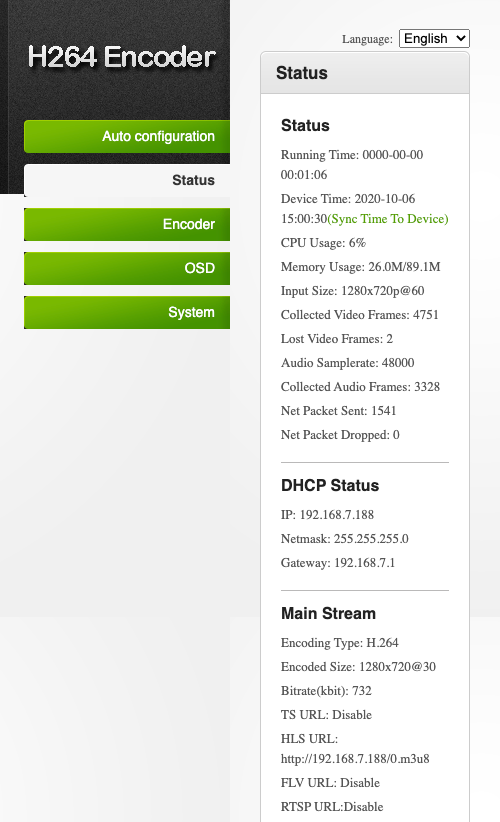 H264 Encoder
Auto configuration
Status
Encoder
OSD
System
Language: English
Status
Status
Running Time: 0000-00-00
00:01:06
Device Time: 2020-10-06
15:00:30(Sync Time To Device)
CPU Usage: 6%
Memory Usage: 26.0M/89.1M
Input Size: 1280x720p@60
Collected Video Frames: 4751
Lost Video Frames: 2
Audio Samplerate: 48000
Collected Audio Frames: 3328
Net Packet Sent: 1541
Net Packet Dropped: 0
DHCP Status
IP: 192.168.7.188
Netmask: 255.255.255.0
Gateway: 192.168.7.1
Main Stream
Encoding Type: H.264
Encoded Size: 1280x720@30
Bitrate(kbit): 732
TS URL: Disable
HLS URL:
http://192.168.7.188/0.m3u8
FLV URL: Disable
RTSP URL:Disable